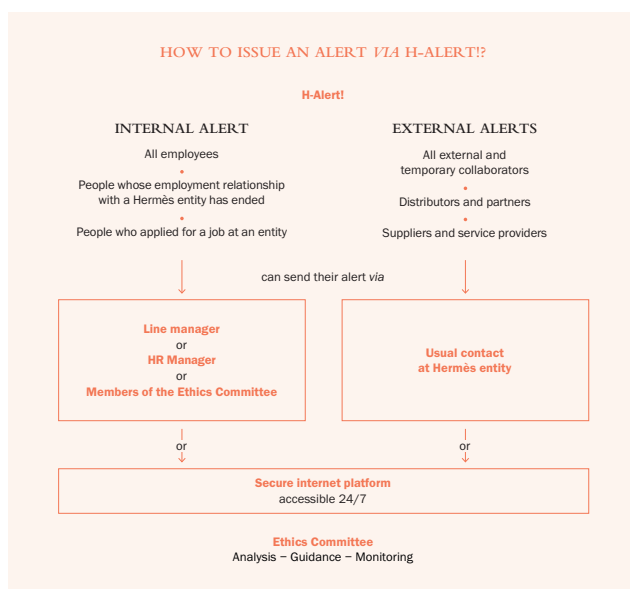 HOW TO ISSUE AN ALERT VIA H-ALERT!?
H-Alert!
INTERNAL ALERT
All employees
•
People whose employment relationship
with a Hermès entity has ended
•
People who applied for a job at an entity
EXTERNAL ALERTS
All external and
temporary collaborators
•
Distributors and partners
•
Suppliers and service providers
can send their alert via
Line manager
or
HR Manager
or
Members of the Ethics Committee
Usual contact
at Hermès entity
or
or
Secure internet platform
accessible 24/7
Ethics Committee
Analysis – Guidance – Monitoring